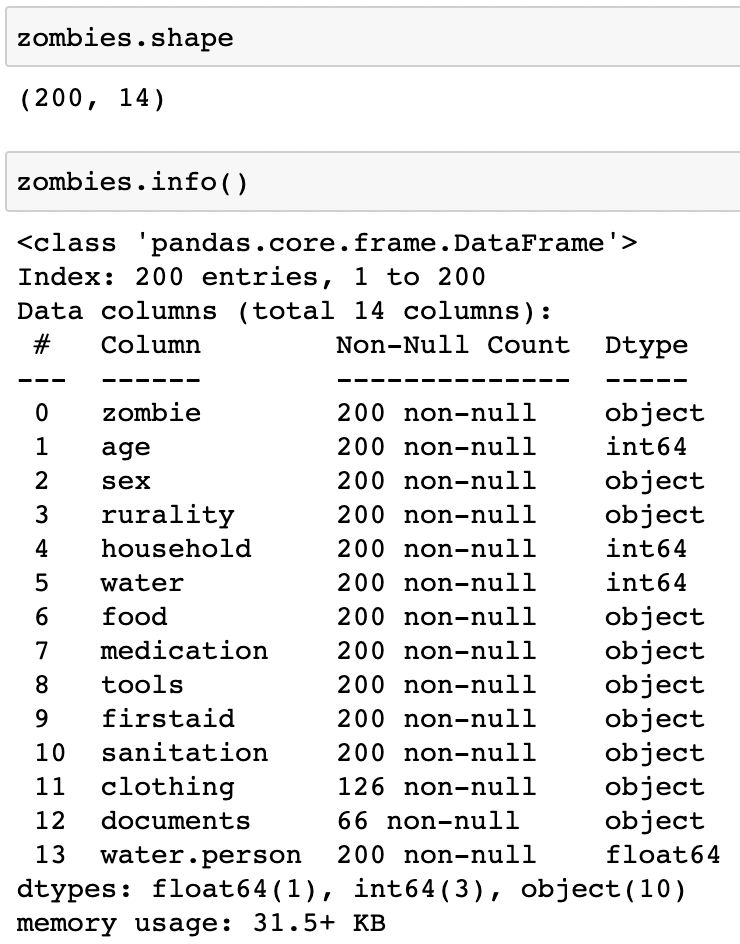 zombies.shape
(200, 14)
zombies.info()
<class 'pandas.core.frame.DataFrame'>
Index: 200 entries, 1 to 200
Data columns (total 14 columns):
 #   Column        Non-Null Count  Dtype
---  ------        --------------  -----
 0   zombie        200 non-null    object
 1   age           200 non-null    int64
 2   sex           200 non-null    object
 3   rurality      200 non-null    object
 4   household     200 non-null    int64
 5   water         200 non-null    int64
 6   food          200 non-null    object
 7   medication    200 non-null    object
 8   tools         200 non-null    object
 9   firstaid      200 non-null    object
 10  sanitation    200 non-null    object
 11  clothing      126 non-null    object
 12  documents     66 non-null     object
 13  water.person  200 non-null    float64
dtypes: float64(1), int64(3), object(10)
memory usage: 31.5+ KB